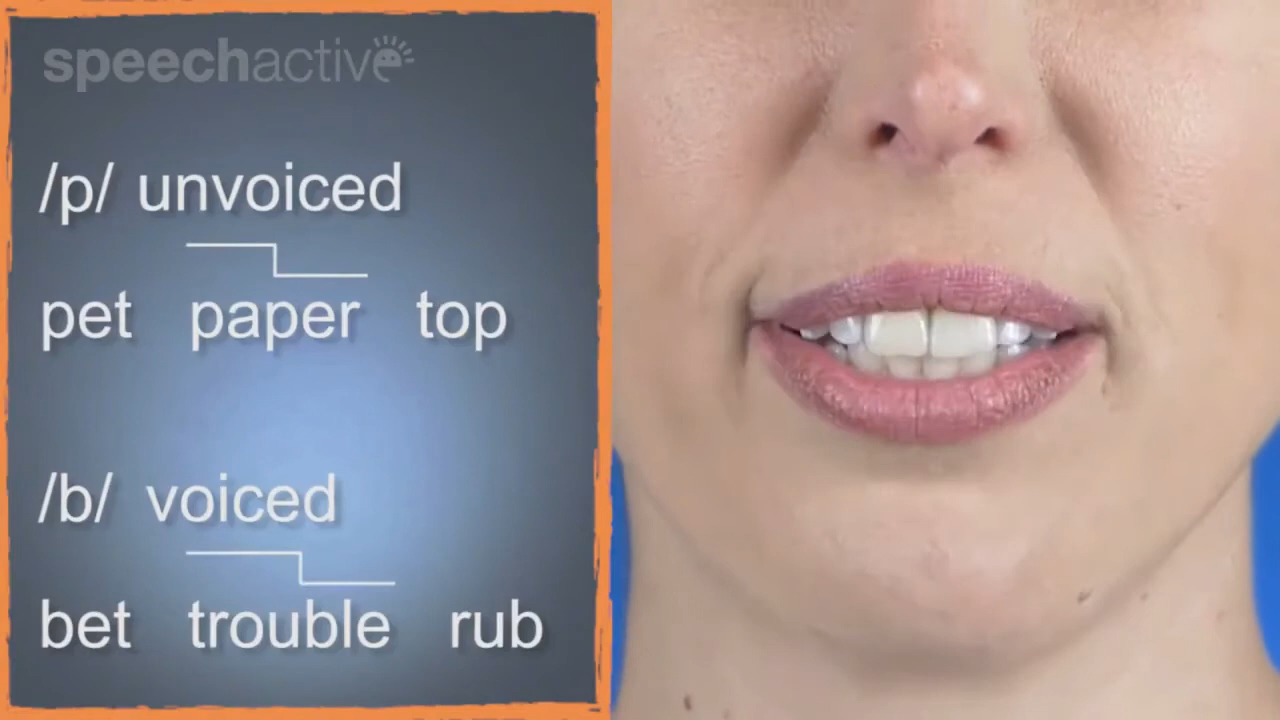 speechactive
/p/ unvoiced
pet paper top
/b/ voiced
bet trouble rub